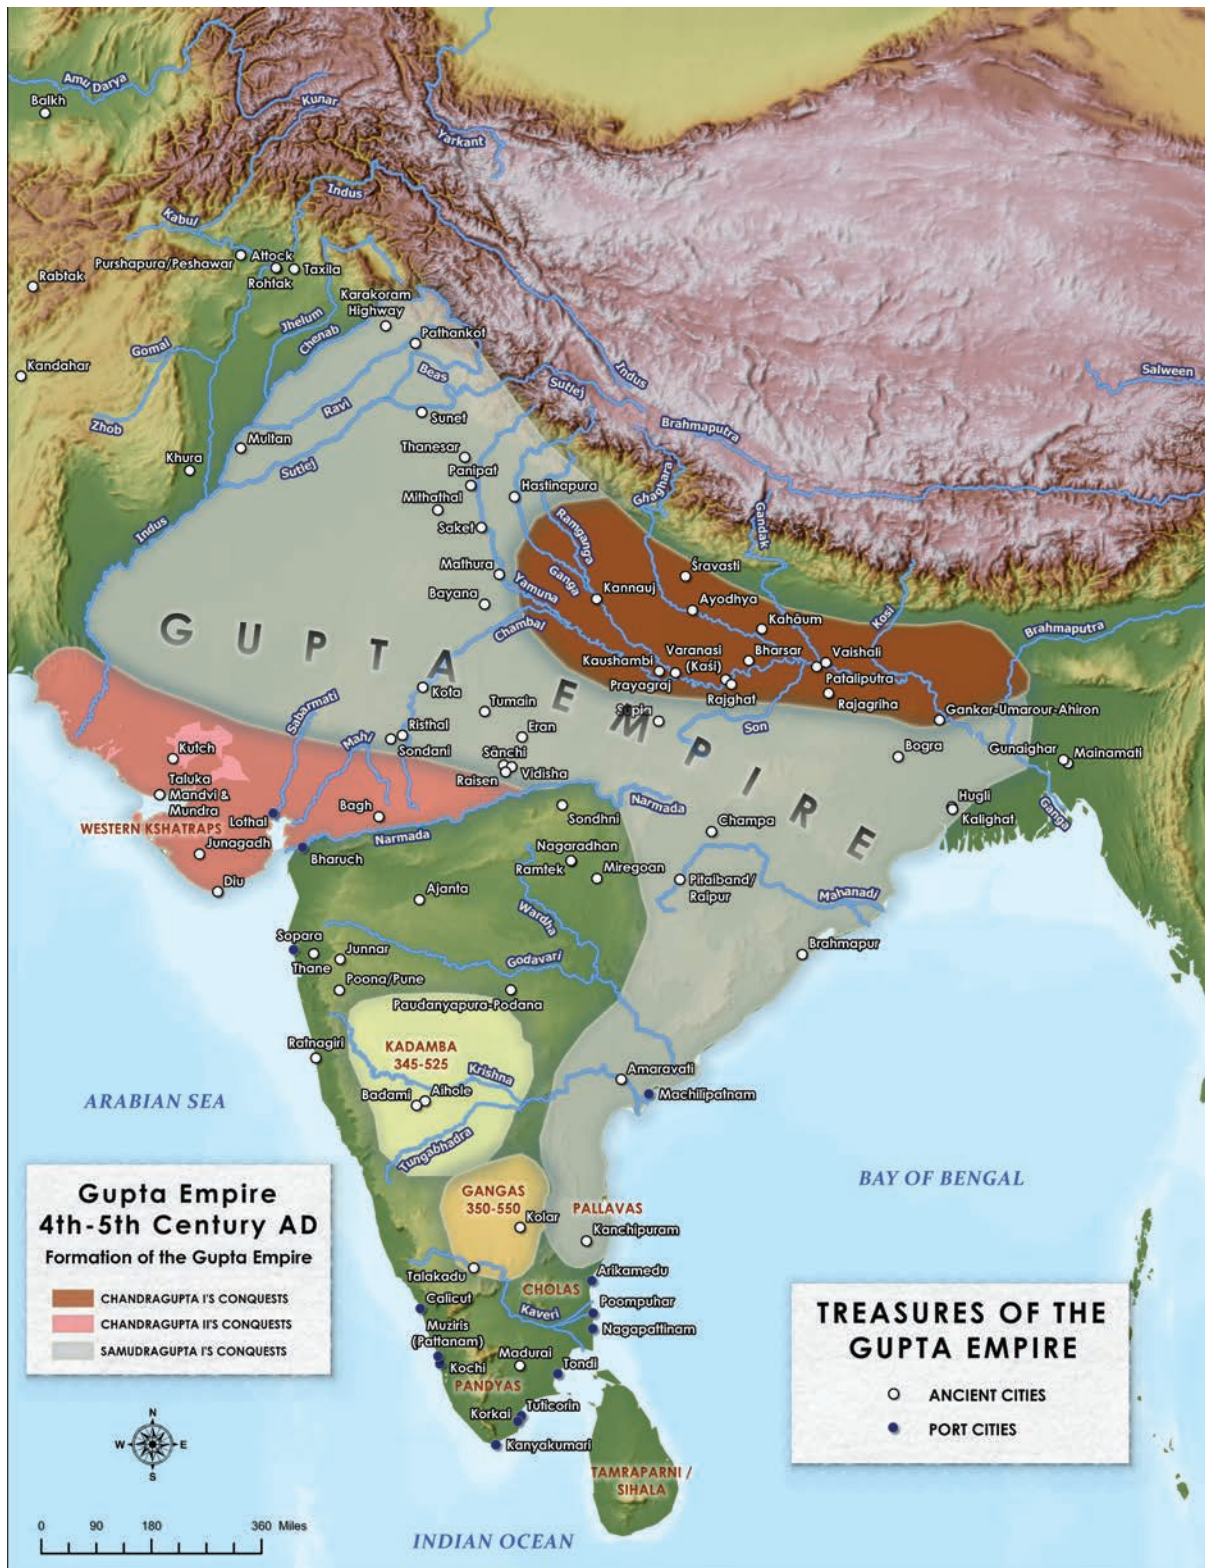 Amu Darya
Balkh
Kunar
Yarkant
Indus
Kabul
Purshapura/Peshawar
Attock
Rohtak
Taxila
Rabtak
Karakoram
Highway
Jhelum
Chenab
Pathankot
Gomal
Kandahar
Beas
Sutlej
Indus
Salween
Ravi
Sunet
Zhob
Multan
Brahmaputra
Thanesar
Khura
Sutlej
Panipat
Ghaghara
Hastinapura
Mithathal
Gandak
Indus
Saket
Ramganga
Mathura
Ganga
Śravasti
Yamuna
Kannauj
Bayana
Ayodhya
Kosi
GUPTA EMPIRE
Chambal
Kahāum
Brahmaputra
Varanasi
(Kaśi)
Bharsar
Vaishali
Kaushambi
Pataliputra
Prayagraj
Rajghat
Rajagriha
Kota
Sabarmati
Tumain
Supia
Gankar-Umarour-Ahiron
Risthal
Eran
Son
Mahi
Sondani
Bogra
Gunaighar
Mainamati
Kutch
Sānchi
Raisen
Vidisha
Taluka
Mandvi &
Mundra
Bagh
Narmada
Hugli
Lothal
Sondhni
Kalighat
Ganga
WESTERN KSHATRAPS
Narmada
Champa
Junagadh
Bharuch
Nagaradhan
Ramtek
Miregoan
Diu
Ajanta
Pitalband/
Raipur
Mahanadi
Wardha
Sopara
Junnar
Brahmapur
Thane
Godavari
Poona/Pune
Paudanyapura-Podana
Ratnagiri
KADAMBA
345-525
Krishna
Amaravati
Badami
Aihole
Machilipatnam
ARABIAN SEA
Tungabhadra
BAY OF BENGAL
Gupta Empire
4th-5th Century AD
Formation of the Gupta Empire
CHANDRAGUPTA I'S CONQUESTS
CHANDRAGUPTA II'S CONQUESTS
SAMUDRAGUPTA I'S CONQUESTS
GANGAS
350-550
Kolar
PALLAVAS
Kanchipuram
Talakadu
Arikamedu
CHOLAS
Calicut
Kaveri
Poompuhar
Muziris
(Pattanam)
Nagapattinam
Kochi
Madurai
Tondi
PANDYAS
Korkai
Tuticorin
Kanyakumari
TAMRAPARNI /
SIHALA
TREASURES OF THE
GUPTA EMPIRE
ANCIENT CITIES
PORT CITIES
N
W
E
S
0 90 180 360 Miles
INDIAN OCEAN